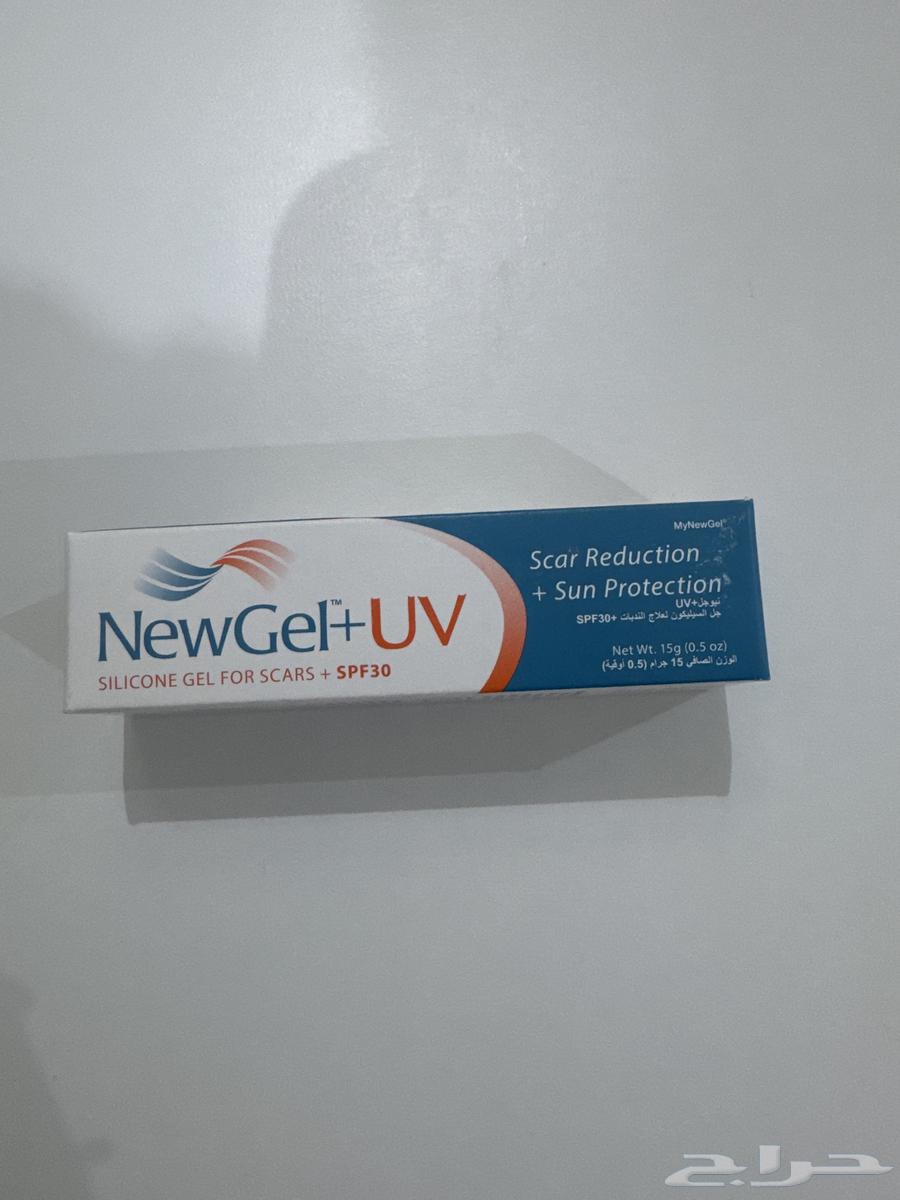 NewGel™+UV
SILICONE GEL FOR SCARS + SPF30
MyNewGel®
Scar Reduction
+ Sun Protection
نيوجل+UV
جل السيليكون لعلاج الندبات +SPF30
Net Wt. 15g (0.5 oz)
الوزن الصافي 15 جرام (0.5 أوقية)
حراج